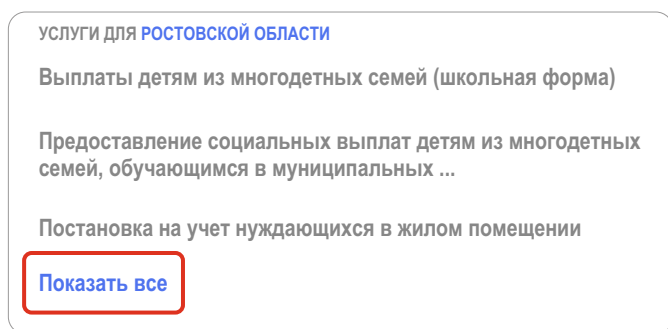 УСЛУГИ ДЛЯ РОСТОВСКОЙ ОБЛАСТИ
Выплаты детям из многодетных семей (школьная форма)
Предоставление социальных выплат детям из многодетных
семей, обучающимся в муниципальных ...
Постановка на учет нуждающихся в жилом помещении
Показать все